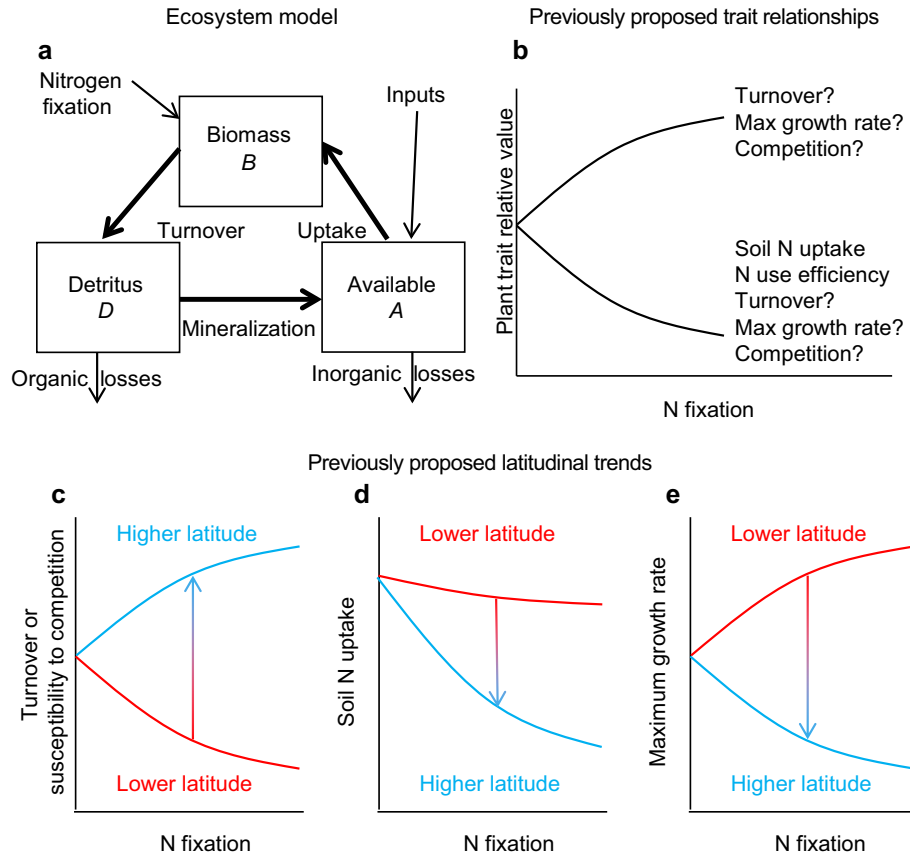 Ecosystem model
Previously proposed trait relationships
a
Nitrogen
fixation
Inputs
Biomass
B
Turnover
Uptake
Detritus
D
Available
A
Mineralization
Organic losses
Inorganic losses
b
Plant trait relative value
Turnover?
Max growth rate?
Competition?
Soil N uptake
N use efficiency
Turnover?
Max growth rate?
Competition?
N fixation
Previously proposed latitudinal trends
c
Turnover or
susceptibility to competition
Higher latitude
Lower latitude
N fixation
d
Soil N uptake
Lower latitude
Higher latitude
N fixation
e
Maximum growth rate
Lower latitude
Higher latitude
N fixation